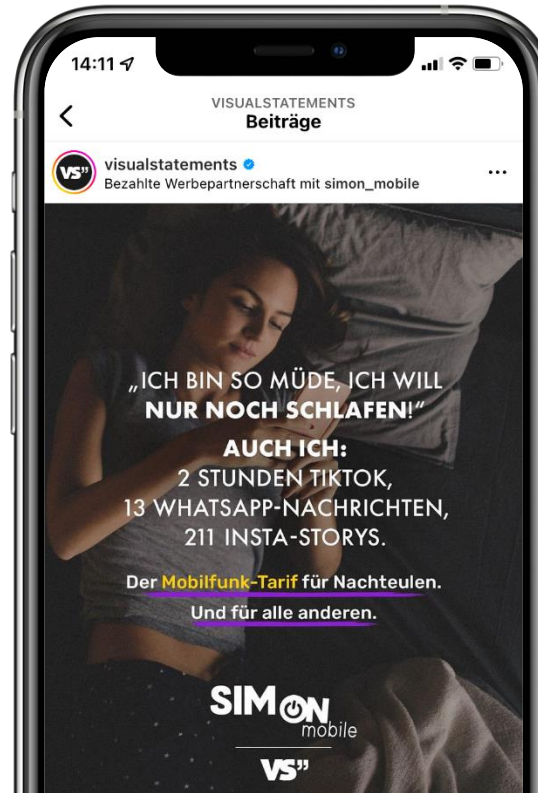 14:11
VISUALSTATEMENTS
Beiträge
VS”
visualstatements
Bezahlte Werbepartnerschaft mit simon_mobile
„ICH BIN SO MÜDE, ICH WILL
NUR NOCH SCHLAFEN!“
AUCH ICH:
2 STUNDEN TIKTOK,
13 WHATSAPP-NACHRICHTEN,
211 INSTA-STORYS.
Der Mobilfunk-Tarif für Nachteulen.
Und für alle anderen.
SIMon
mobile
VS”